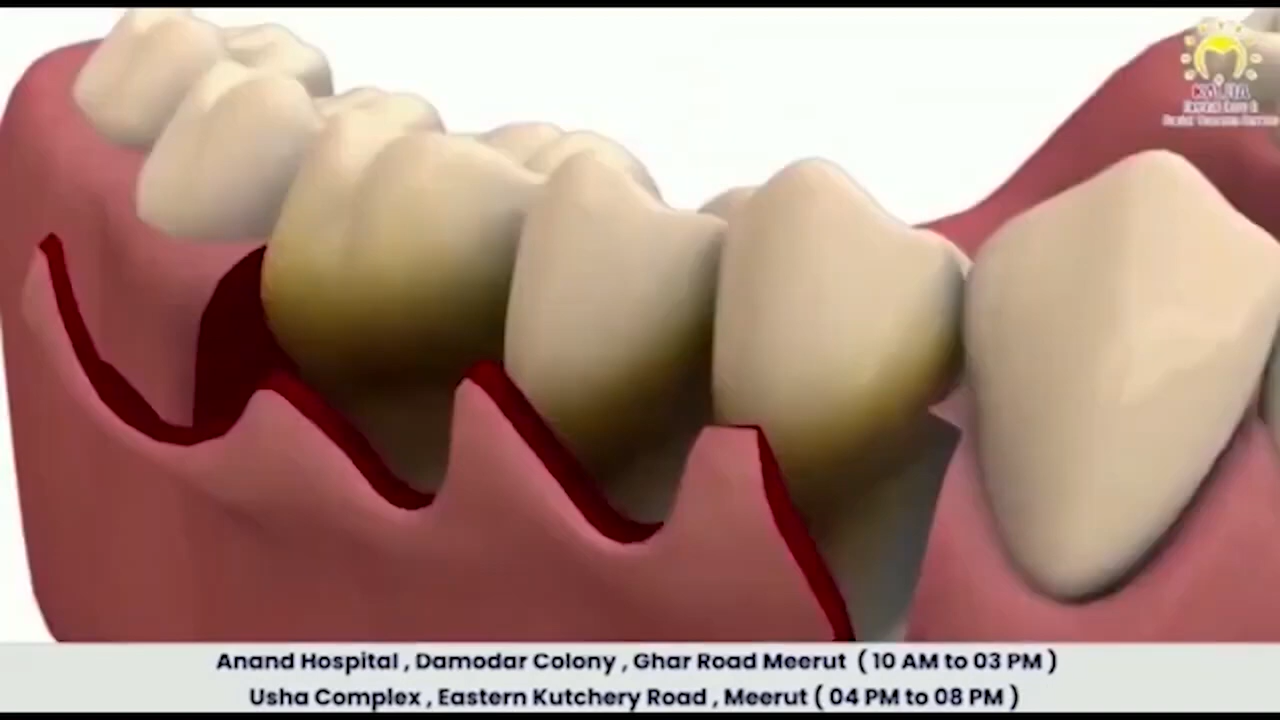 KALRA
Anand Hospital , Damodar Colony , Ghar Road Meerut ( 10 AM to 03 PM )
Usha Complex , Eastern Kutchery Road , Meerut ( 04 PM to 08 PM )